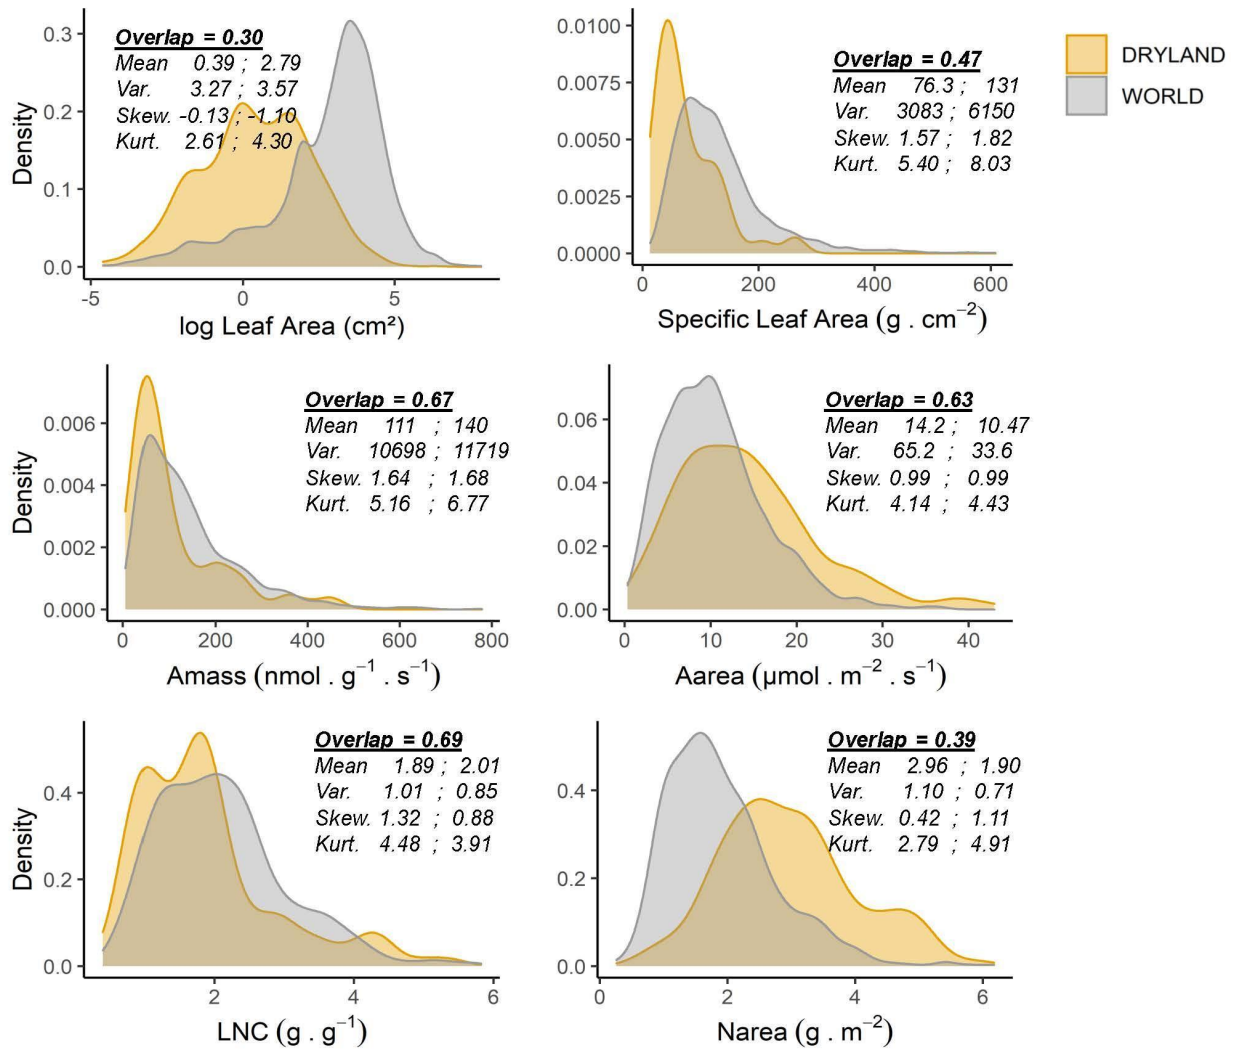 Overlap = 0.30
Mean 0.39 ; 2.79
Var. 3.27 ; 3.57
Skew. -0.13 ; -1.10
Kurt. 2.61 ; 4.30
Density
0.3
0.2
0.1
0.0
-5 0 5
log Leaf Area (cm²)
Overlap = 0.47
Mean 76.3 ; 131
Var. 3083 ; 6150
Skew. 1.57 ; 1.82
Kurt. 5.40 ; 8.03
0.0100
0.0075
0.0050
0.0025
0.0000
0 200 400 600
Specific Leaf Area (g . cm⁻²)
DRYLAND
WORLD
Overlap = 0.67
Mean 111 ; 140
Var. 10698 ; 11719
Skew. 1.64 ; 1.68
Kurt. 5.16 ; 6.77
Density
0.006
0.004
0.002
0.000
0 200 400 600 800
Amass (nmol . g⁻¹ . s⁻¹)
Overlap = 0.63
Mean 14.2 ; 10.47
Var. 65.2 ; 33.6
Skew. 0.99 ; 0.99
Kurt. 4.14 ; 4.43
0.06
0.04
0.02
0.00
0 10 20 30 40
Aarea (µmol . m⁻² . s⁻¹)
Overlap = 0.69
Mean 1.89 ; 2.01
Var. 1.01 ; 0.85
Skew. 1.32 ; 0.88
Kurt. 4.48 ; 3.91
Density
0.4
0.2
0.0
2 4 6
LNC (g . g⁻¹)
Overlap = 0.39
Mean 2.96 ; 1.90
Var. 1.10 ; 0.71
Skew. 0.42 ; 1.11
Kurt. 2.79 ; 4.91
0.4
0.2
0.0
0 2 4 6
Narea (g . m⁻²)